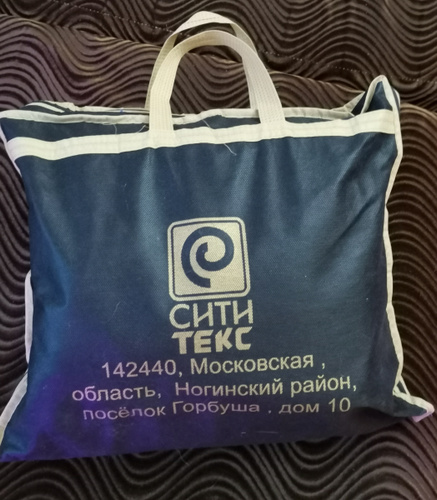 СИТИ
ТЕКС
142440, Московская ,
область, Ногинский район,
посёлок Горбуша , дом 10